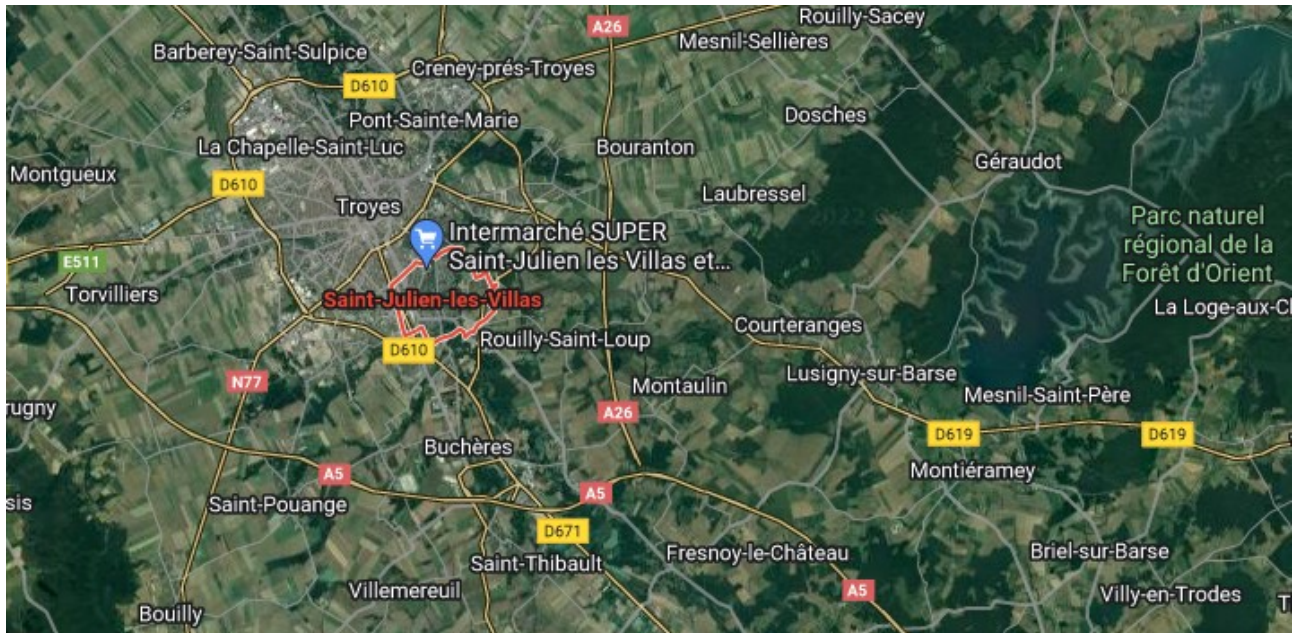 A26
Rouilly-Sacey
Mesnil-Sellières
Barberey-Saint-Sulpice
Creney-prés-Troyes
D610
Pont-Sainte-Marie
Dosches
La Chapelle-Saint-Luc
Bouranton
Géraudot
Montgueux
D610
Laubressel
Troyes
Parc naturel
régional de la
Forêt d'Orient
Intermarché SUPER
Saint-Julien les Villas et...
E511
Torvilliers
Saint-Julien-les-Villas
La Loge-aux-Ch
Courteranges
Rouilly-Saint-Loup
D610
N77
Lusigny-sur-Barse
Montaulin
Mesnil-Saint-Père
rugny
A26
D619
D619
Buchères
A5
Montiéramey
A5
sis
Saint-Pouange
D671
Saint-Thibault
Fresnoy-le-Château
Briel-sur-Barse
Villemereuil
A5
Villy-en-Trodes
Bouilly